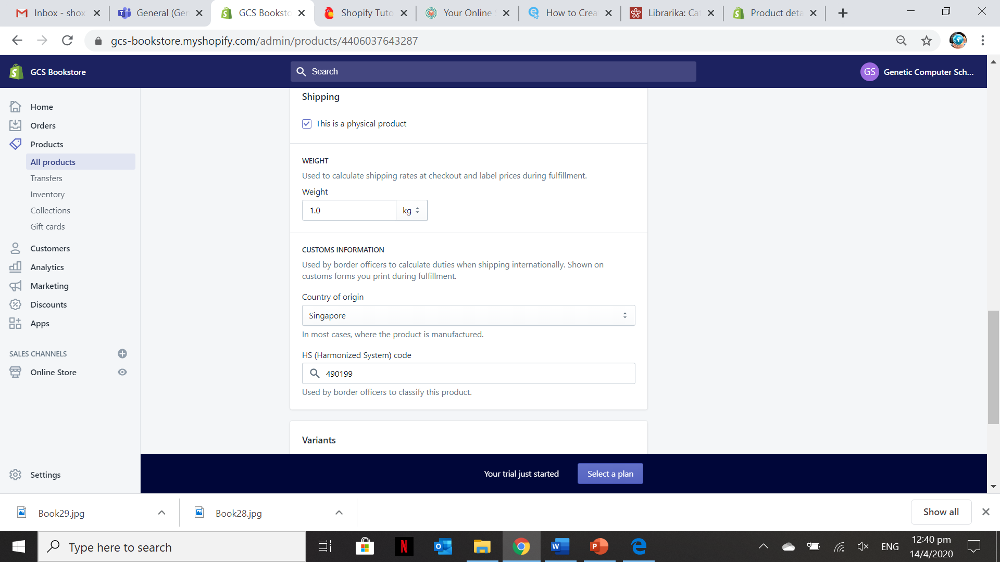 Inbox - shox
General (Ger
GCS Booksto
Shopify Tuto
Your Online S
How to Crea
Librarika: Cat
Product deta
gcs-bookstore.myshopify.com/admin/products/4406037643287
GCS Bookstore
Search
GS
Genetic Computer Sch...
Home
Orders
Products
All products
Transfers
Inventory
Collections
Gift cards
Customers
Analytics
Marketing
Discounts
Apps
SALES CHANNELS
Online Store
Settings
Shipping
This is a physical product
WEIGHT
Used to calculate shipping rates at checkout and label prices during fulfillment.
Weight
1.0
kg
CUSTOMS INFORMATION
Used by border officers to calculate duties when shipping internationally. Shown on
customs forms you print during fulfillment.
Country of origin
Singapore
In most cases, where the product is manufactured.
HS (Harmonized System) code
490199
Used by border officers to classify this product.
Variants
Your trial just started
Select a plan
Book29.jpg
Book28.jpg
Show all
Type here to search
ENG
12:40 pm
14/4/2020